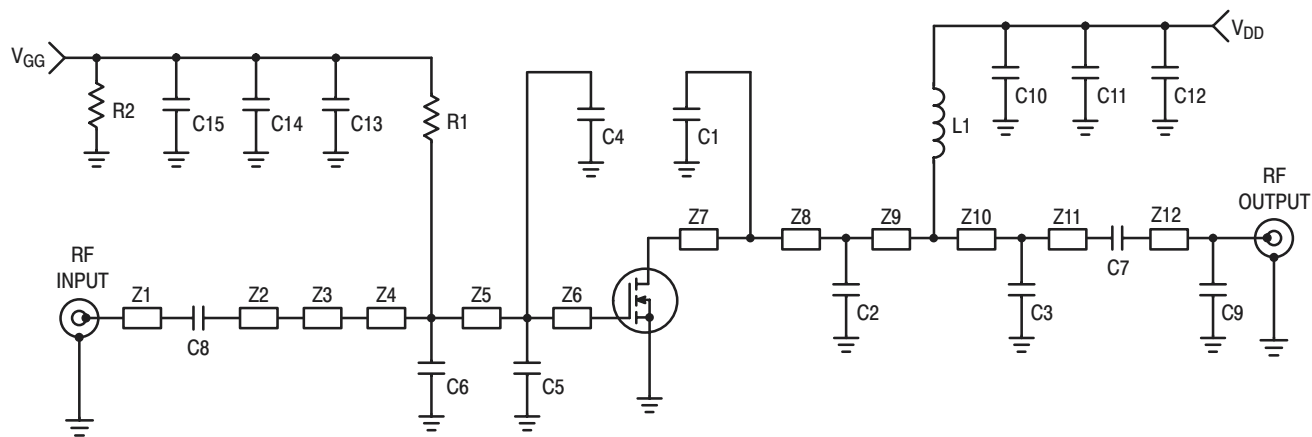 VGG
VDD
R2
C15
C14
C13
R1
C4
C1
L1
C10
C11
C12
RF
INPUT
Z1
C8
Z2
Z3
Z4
C6
Z5
C5
Z6
Z7
Z8
C2
Z9
Z10
C3
Z11
C7
Z12
C9
RF
OUTPUT